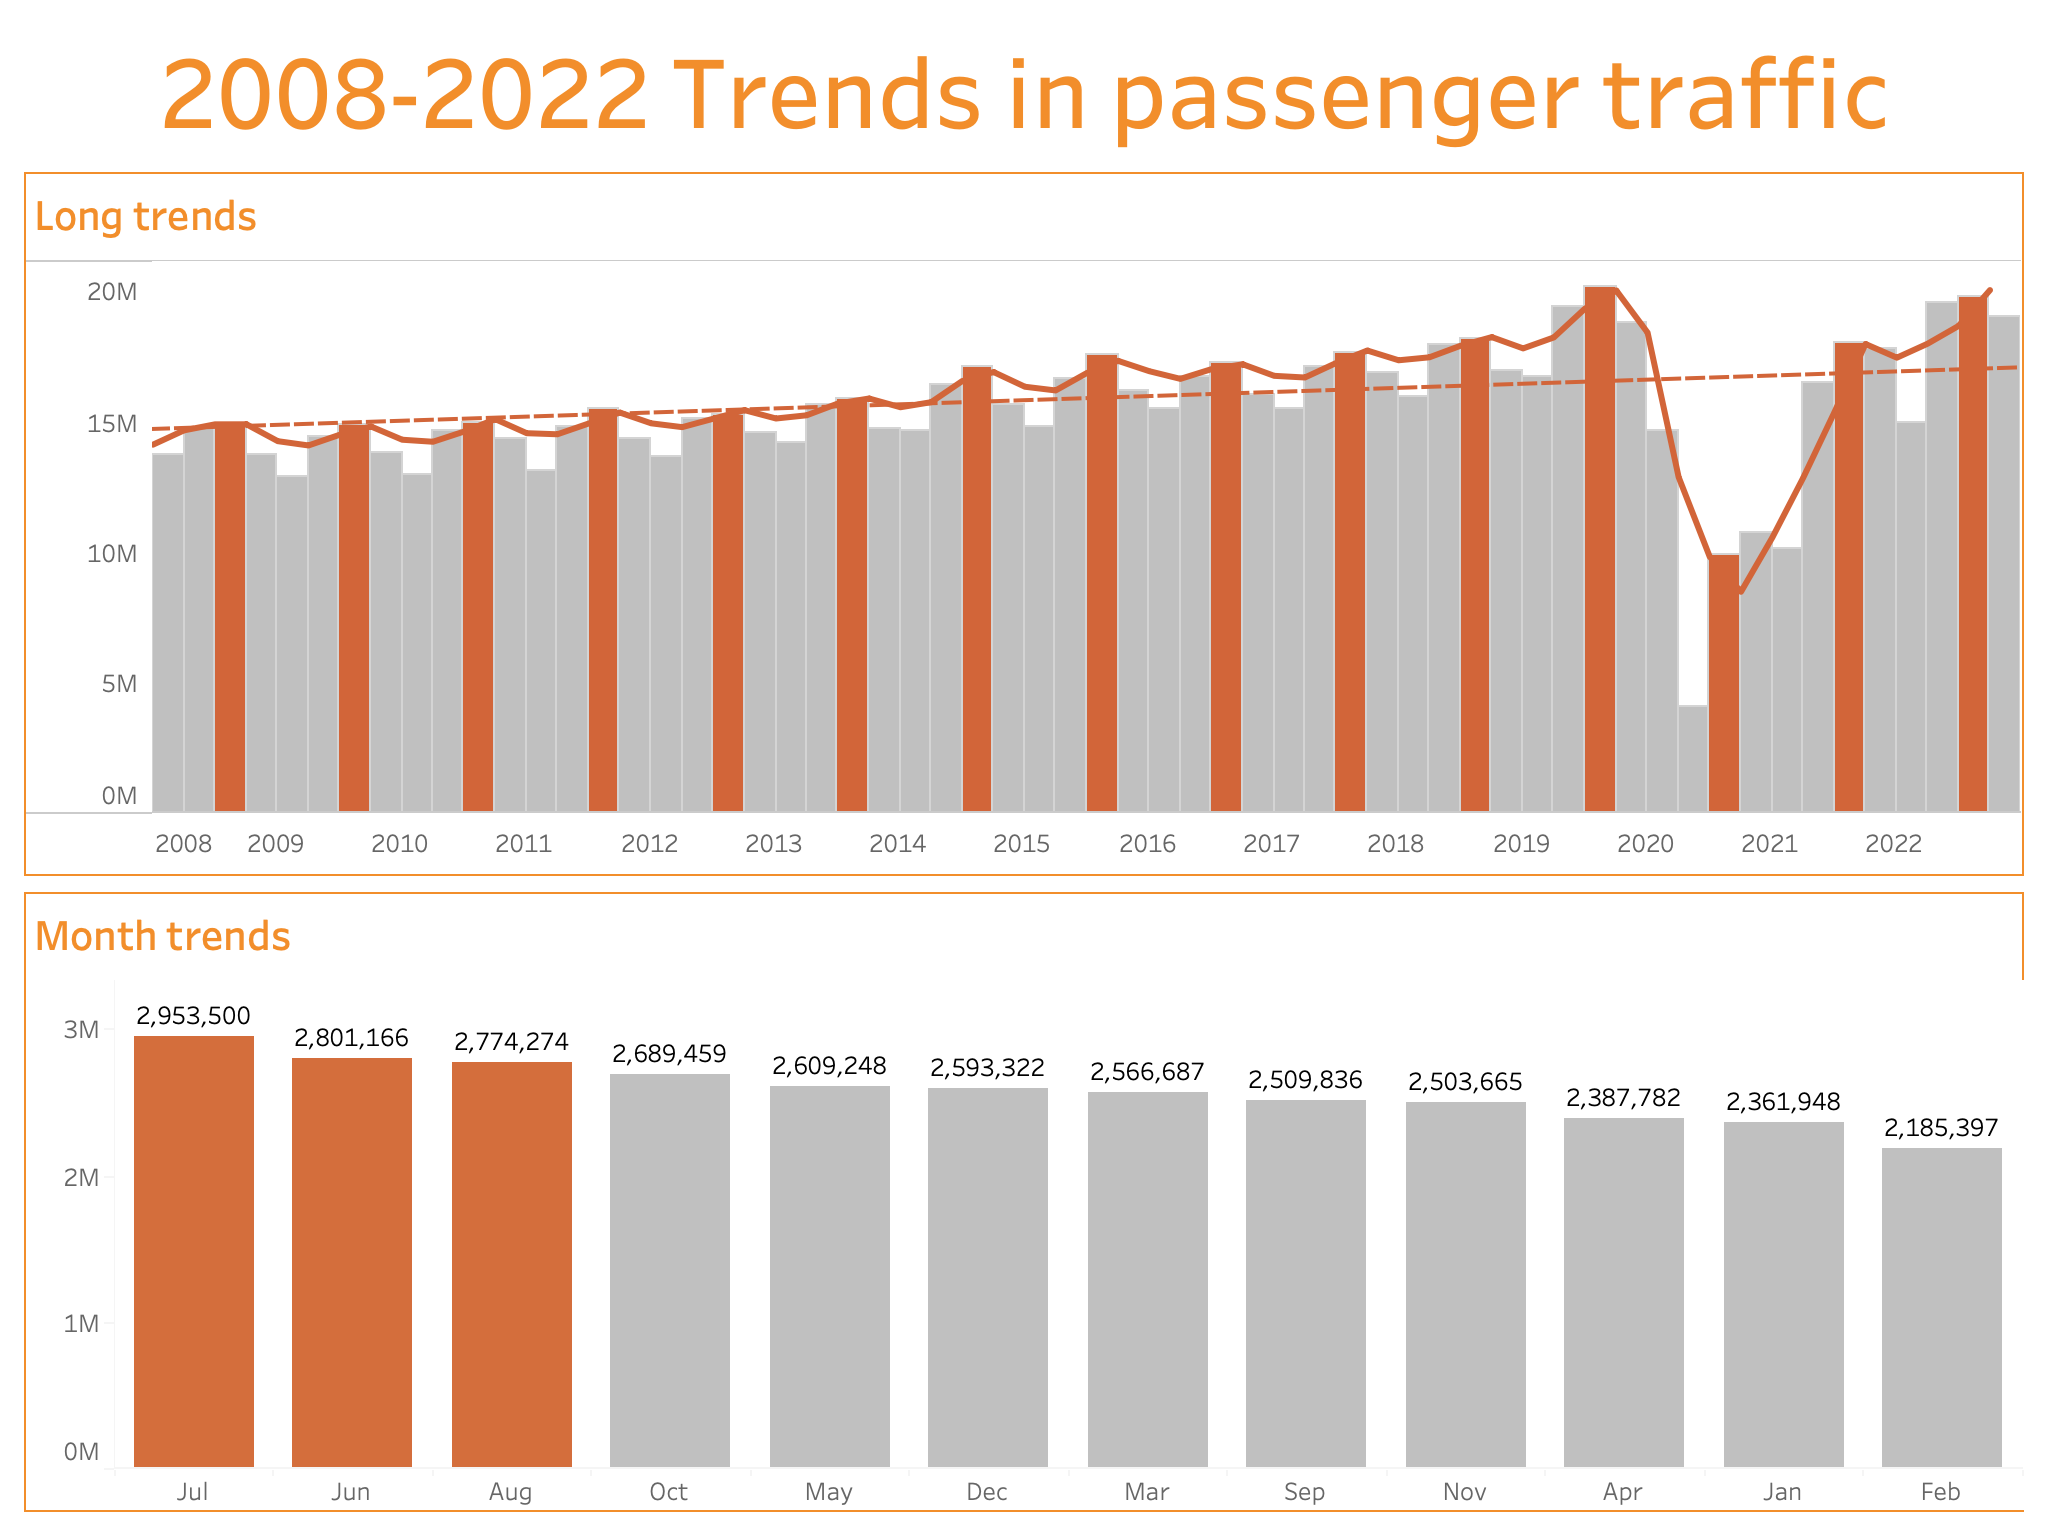 2008-2022 Trends in passenger traffic
Long trends
20M
15M
10M
5M
0M
2008 2009 2010 2011 2012 2013 2014 2015 2016 2017 2018 2019 2020 2021 2022
Month trends
3M
2M
1M
0M
2,953,500 2,801,166 2,774,274 2,689,459 2,609,248 2,593,322 2,566,687 2,509,836 2,503,665 2,387,782 2,361,948 2,185,397
Jul Jun Aug Oct May Dec Mar Sep Nov Apr Jan Feb